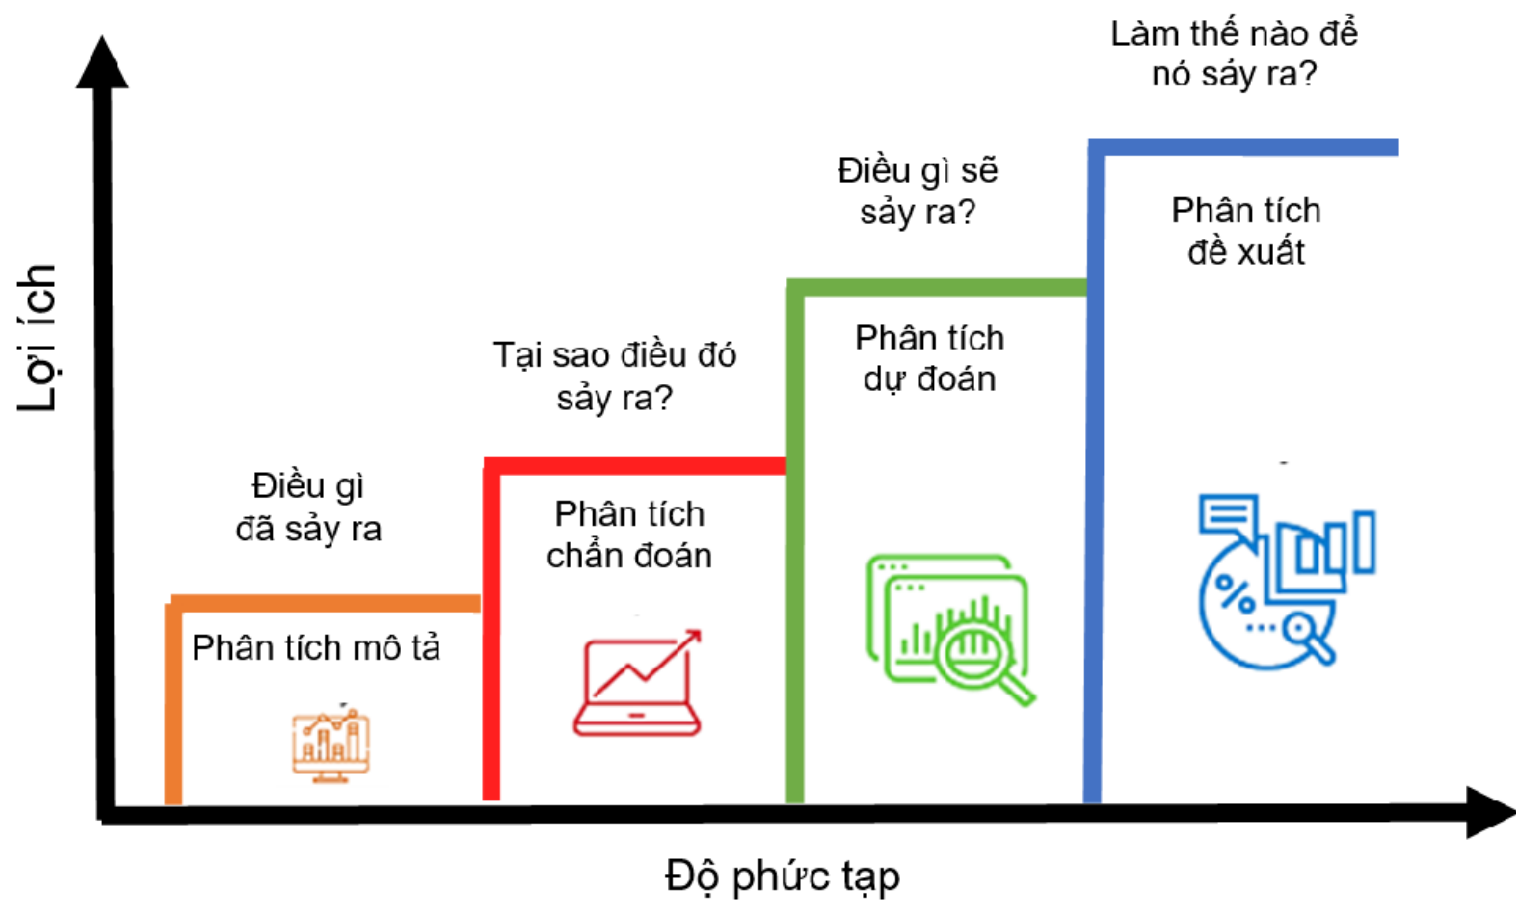 Làm thế nào để
nó sảy ra?
Điều gì sẽ
sảy ra?
Phân tích
đề xuất
Lợi ích
Tại sao điều đó
sảy ra?
Phân tích
dự đoán
Điều gì
đã sảy ra
Phân tích
chẩn đoán
Phân tích mô tả
Độ phức tạp